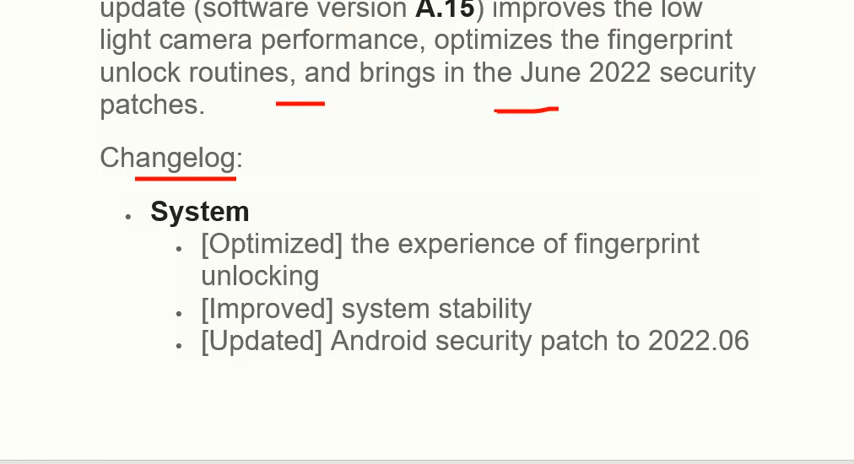 update (software version A.15) improves the low
light camera performance, optimizes the fingerprint
unlock routines, and brings in the June 2022 security
patches.
Changelog:
• System
• [Optimized] the experience of fingerprint
unlocking
• [Improved] system stability
• [Updated] Android security patch to 2022.06